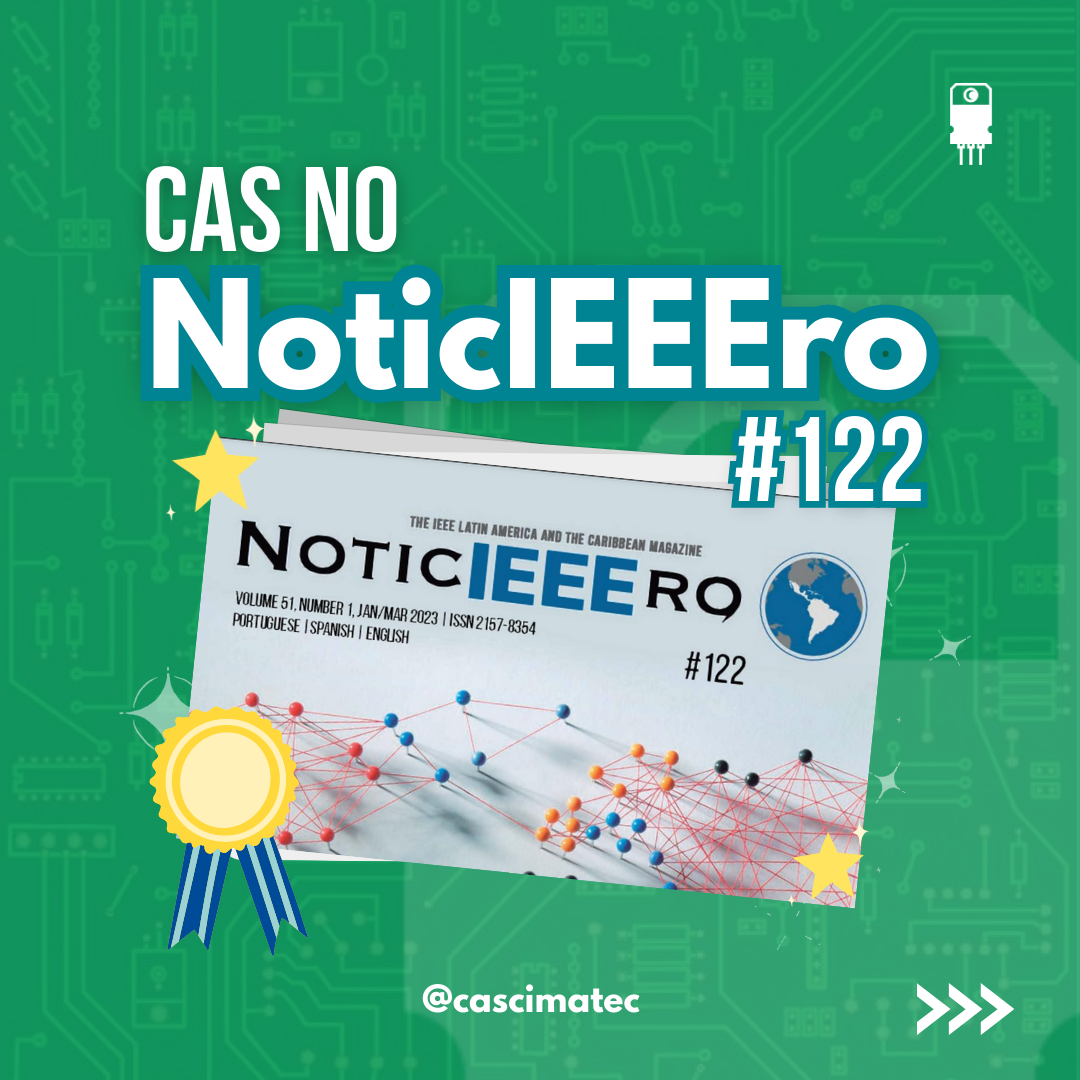 CAS NO
NoticIEEEro
#122
THE IEEE LATIN AMERICA AND THE CARIBBEAN MAGAZINE
NOTICIEEERO
VOLUME 51, NUMBER 1, JAN/MAR 2023 | ISSN 2157-8354
PORTUGUESE | SPANISH | ENGLISH
#122
@cascimatec